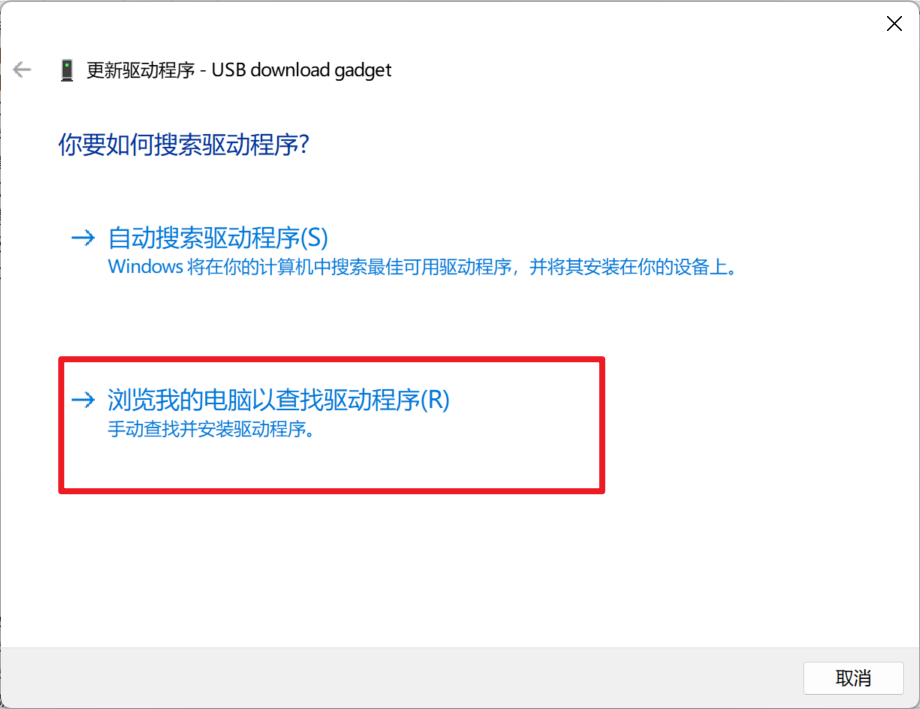 更新驱动程序 - USB download gadget
你要如何搜索驱动程序?
自动搜索驱动程序(S)
Windows 将在你的计算机中搜索最佳可用驱动程序，并将其安装在你的设备上。
浏览我的电脑以查找驱动程序(R)
手动查找并安装驱动程序。
取消